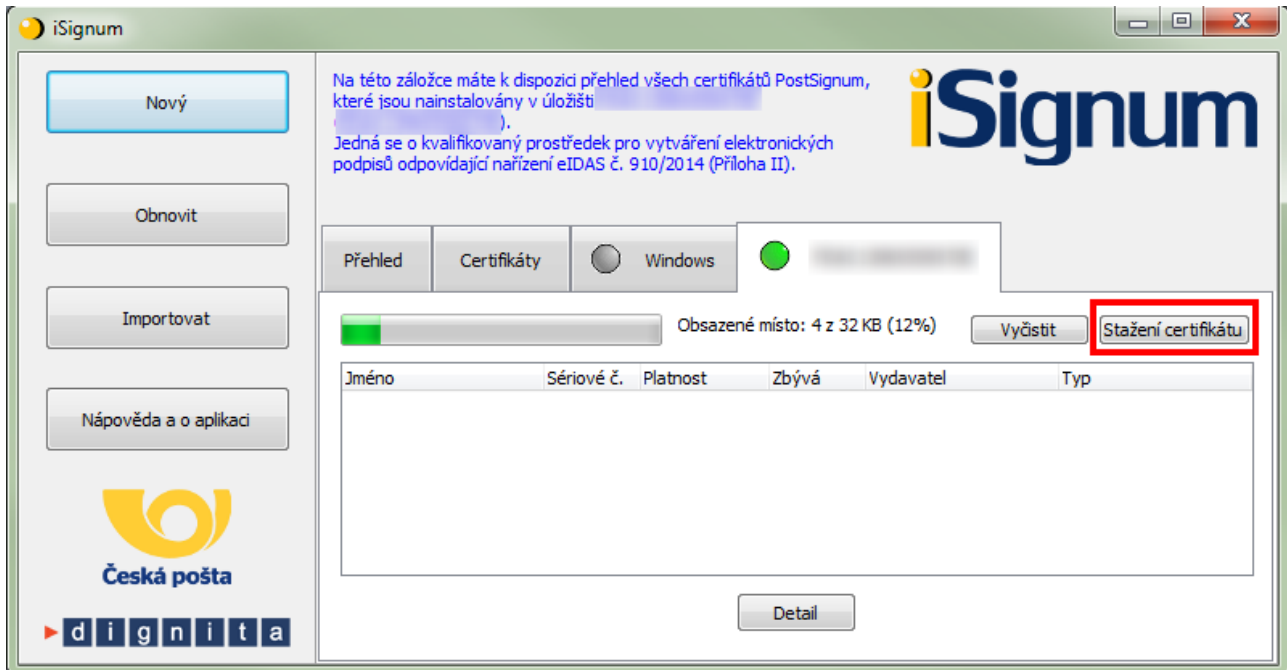 iSignum
Nový
Obnovit
Importovat
Nápověda a o aplikaci
Česká pošta
dignita
Na této záložce máte k dispozici přehled všech certifikátů PostSignum,
které jsou nainstalovány v úložišti
).
Jedná se o kvalifikovaný prostředek pro vytváření elektronických
podpisů odpovídající nařízení eIDAS č. 910/2014 (Příloha II).
iSignum
Přehled Certifikáty Windows
Obsazené místo: 4 z 32 KB (12%) Vyčistit Stažení certifikátu
Jméno Sériové č. Platnost Zbývá Vydavatel Typ
Detail